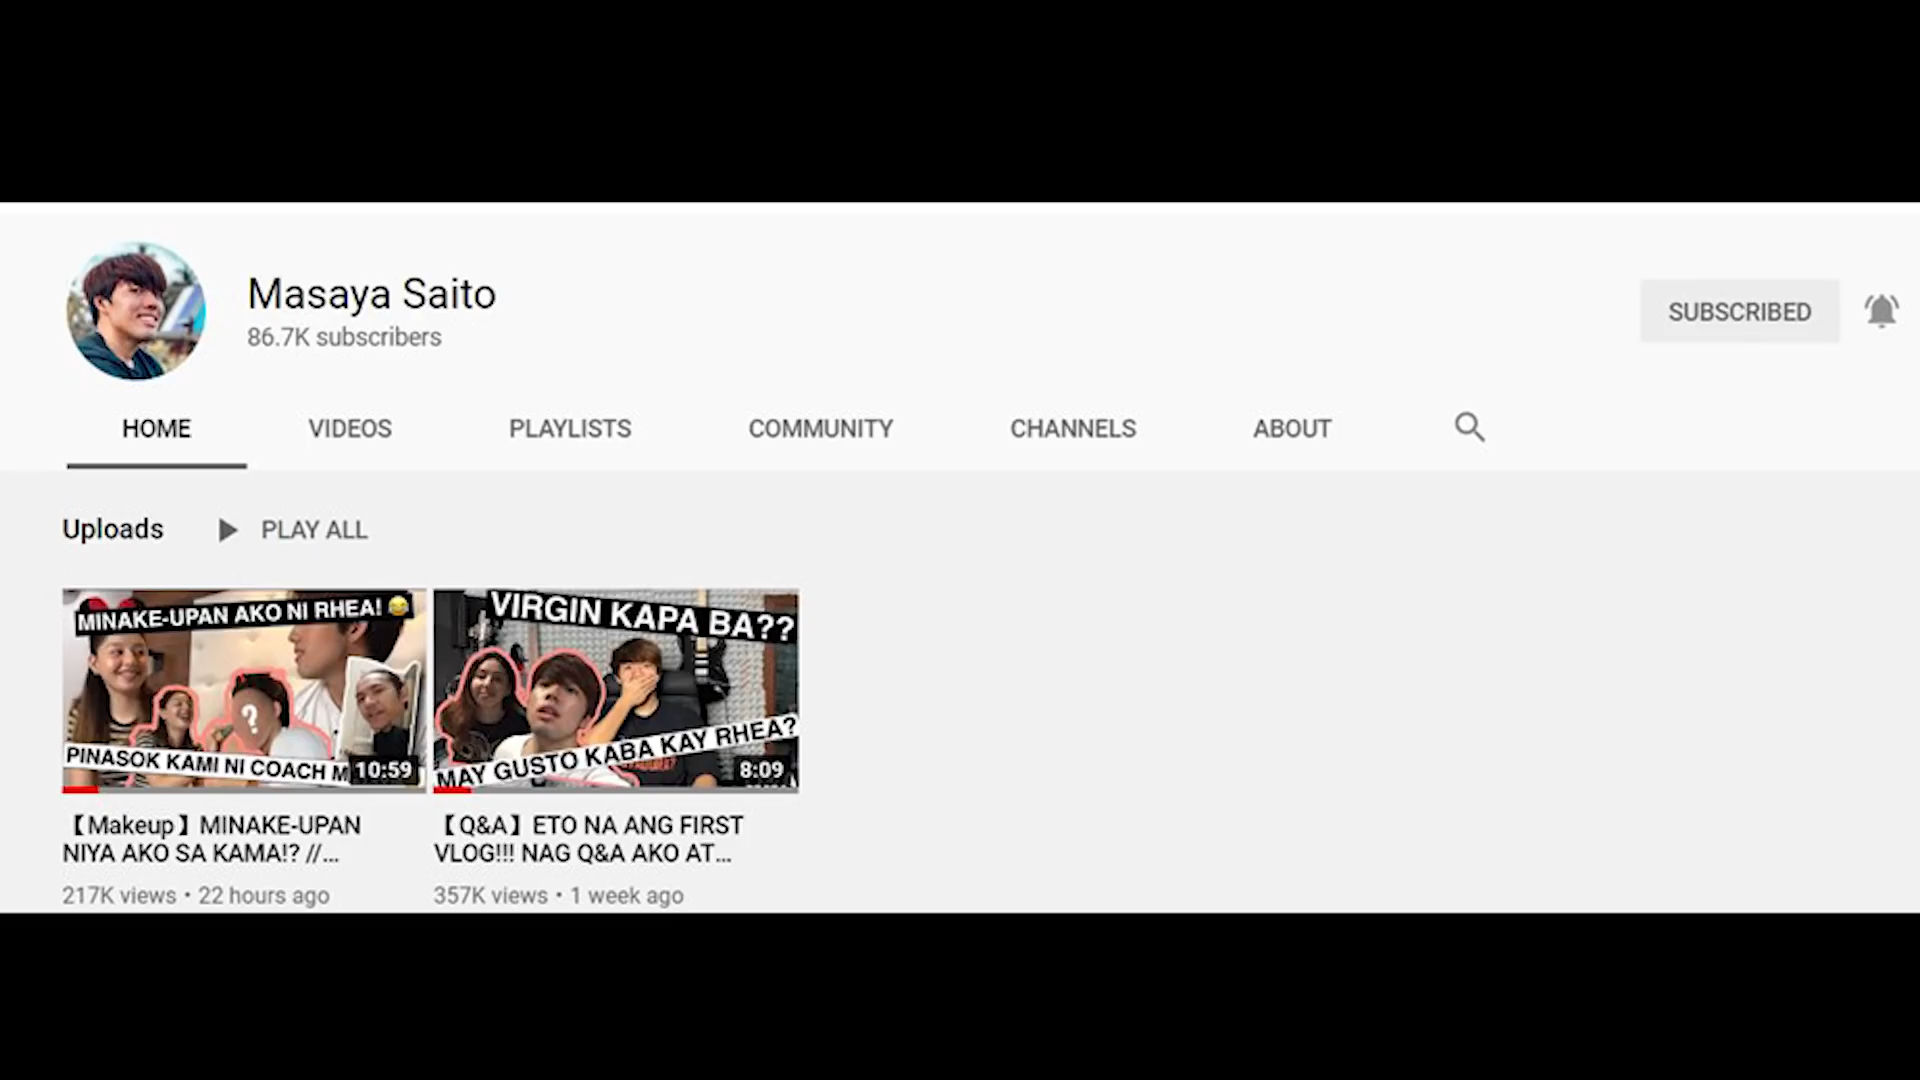 Masaya Saito
86.7K subscribers
SUBSCRIBED
HOME VIDEOS PLAYLISTS COMMUNITY CHANNELS ABOUT
Uploads PLAY ALL
MINAKE-UPAN AKO NI RHEA! 😂
?
PINASOK KAMI NI COACH M
10:59
VIRGIN KAPA BA??
MAY GUSTO KABA KAY RHEA?
8:09
【Makeup】MINAKE-UPAN
NIYA AKO SA KAMA!? //...
217K views • 22 hours ago
【Q&A】ETO NA ANG FIRST
VLOG!!! NAG Q&A AKO AT...
357K views • 1 week ago